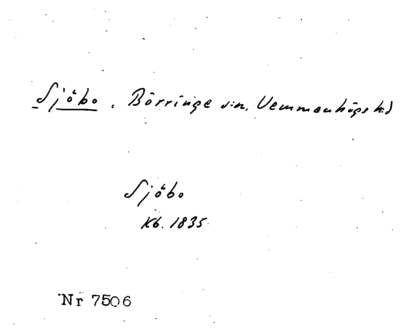 Sjöbo, Börringe sn, Vemmenhögs hd
Sjöbo
Kb. 1835
Nr 7506